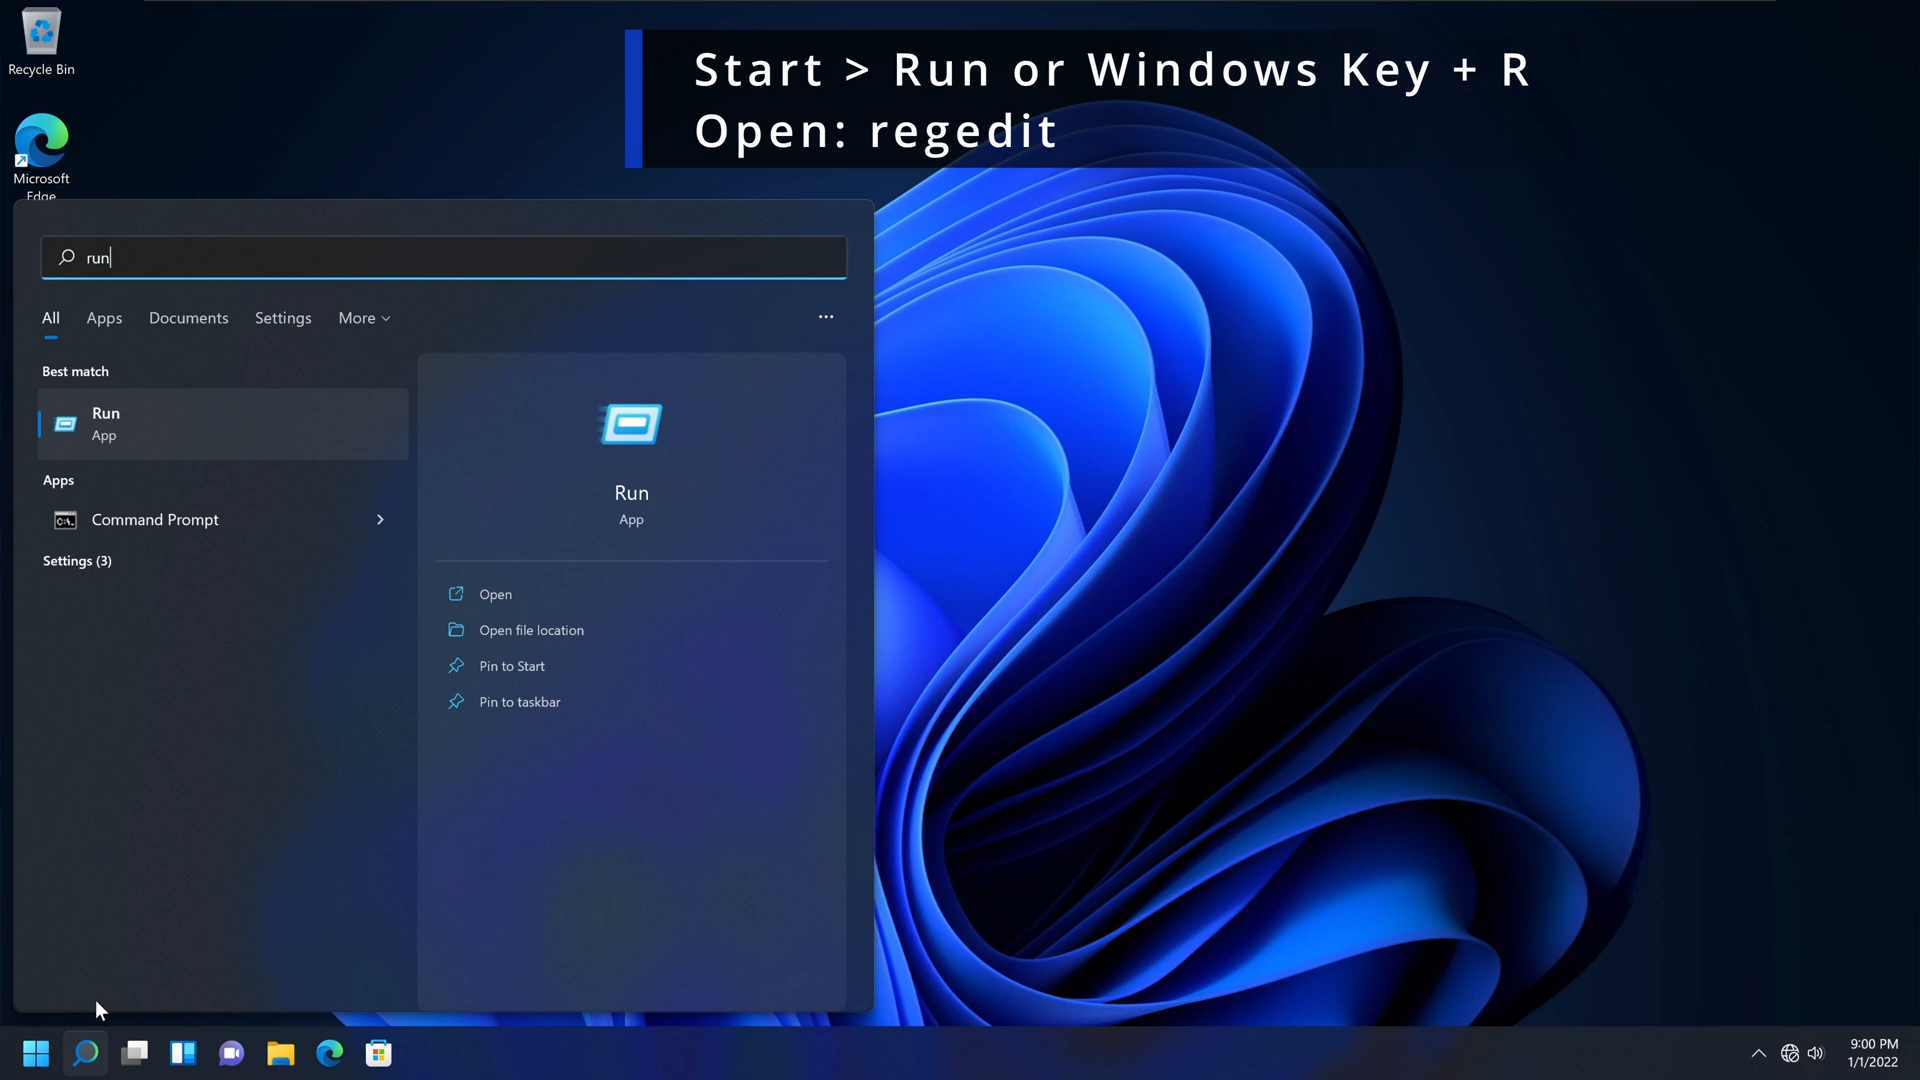 Recycle Bin
Start > Run or Windows Key + R
Open: regedit
Microsoft
Edge
run
All Apps Documents Settings More
Best match
Run
App
Apps
C:\.
Command Prompt
Settings (3)
Run
App
Open
Open file location
Pin to Start
Pin to taskbar
9:00 PM
1/1/2022